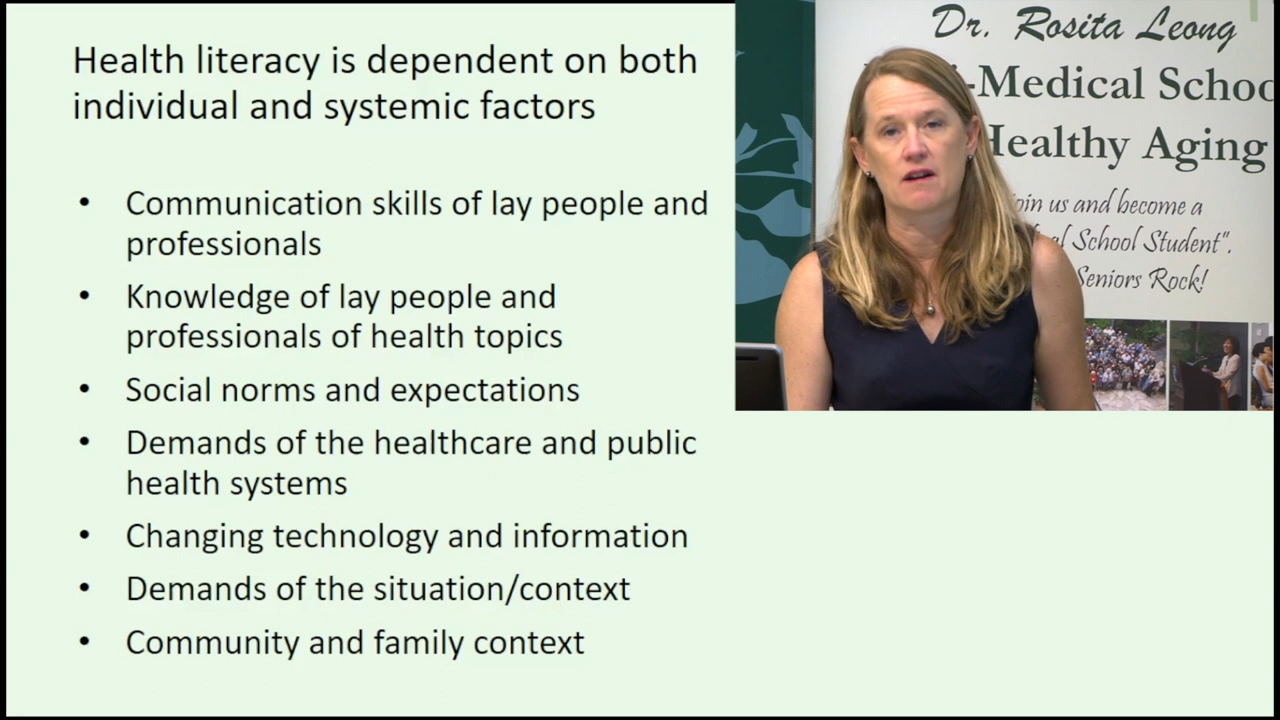 Health literacy is dependent on both
individual and systemic factors
• Communication skills of lay people and
professionals
• Knowledge of lay people and
professionals of health topics
• Social norms and expectations
• Demands of the healthcare and public
health systems
• Changing technology and information
• Demands of the situation/context
• Community and family context
Dr. Rosita Leong
-Medical Schoo
Healthy Aging
join us and become a
School Student".
Seniors Rock!